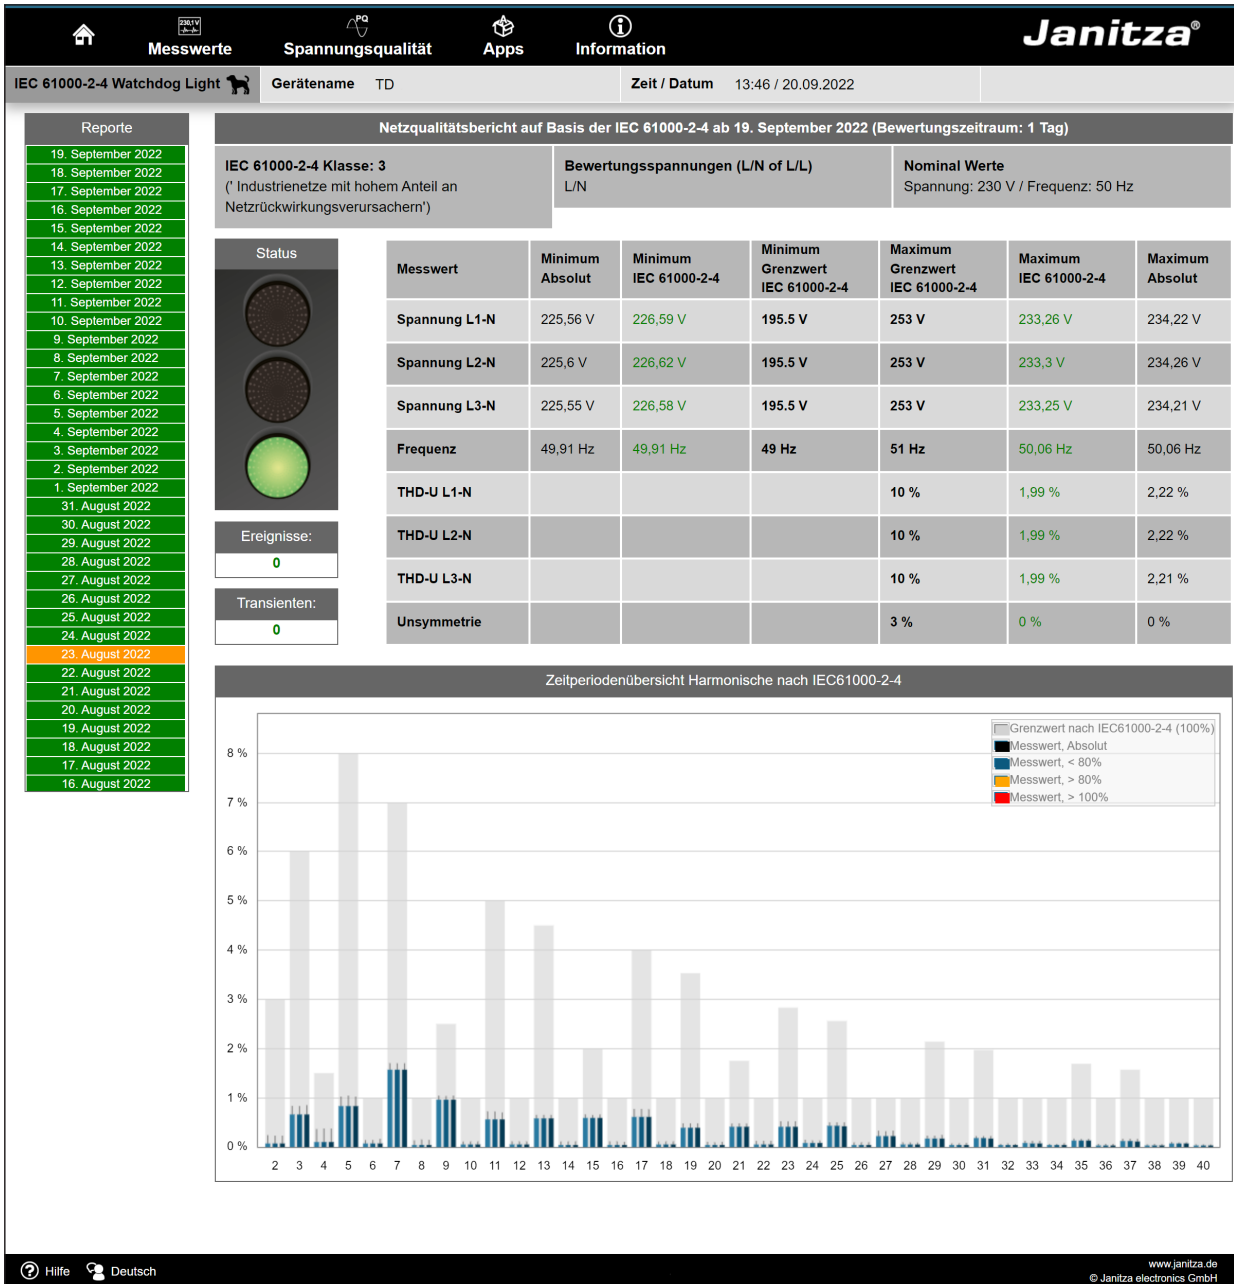 230,1 V
PQ
Messwerte
Spannungsqualität
Apps
Information
Janitza®
IEC 61000-2-4 Watchdog Light
Gerätename
TD
Zeit / Datum
13:46 / 20.09.2022
Reporte
19. September 2022
18. September 2022
17. September 2022
16. September 2022
15. September 2022
14. September 2022
13. September 2022
12. September 2022
11. September 2022
10. September 2022
9. September 2022
8. September 2022
7. September 2022
6. September 2022
5. September 2022
4. September 2022
3. September 2022
2. September 2022
1. September 2022
31. August 2022
30. August 2022
29. August 2022
28. August 2022
27. August 2022
26. August 2022
25. August 2022
24. August 2022
23. August 2022
22. August 2022
21. August 2022
20. August 2022
19. August 2022
18. August 2022
17. August 2022
16. August 2022
Netzqualitätsbericht auf Basis der IEC 61000-2-4 ab 19. September 2022 (Bewertungszeitraum: 1 Tag)
IEC 61000-2-4 Klasse: 3
(' Industrienetze mit hohem Anteil an
Netzrückwirkungsverursachern')
Bewertungsspannungen (L/N of L/L)
L/N
Nominal Werte
Spannung: 230 V / Frequenz: 50 Hz
Status
Ereignisse:
0
Transienten:
0
Messwert
Minimum
Absolut
Minimum
IEC 61000-2-4
Minimum
Grenzwert
IEC 61000-2-4
Maximum
Grenzwert
IEC 61000-2-4
Maximum
IEC 61000-2-4
Maximum
Absolut
Spannung L1-N 225,56 V 226,59 V 195.5 V 253 V 233,26 V 234,22 V
Spannung L2-N 225,6 V 226,62 V 195.5 V 253 V 233,3 V 234,26 V
Spannung L3-N 225,55 V 226,58 V 195.5 V 253 V 233,25 V 234,21 V
Frequenz 49,91 Hz 49,91 Hz 49 Hz 51 Hz 50,06 Hz 50,06 Hz
THD-U L1-N 10 % 1,99 % 2,22 %
THD-U L2-N 10 % 1,99 % 2,22 %
THD-U L3-N 10 % 1,99 % 2,21 %
Unsymmetrie 3 % 0 % 0 %
Zeitperiodenübersicht Harmonische nach IEC61000-2-4
Grenzwert nach IEC61000-2-4 (100%)
Messwert, Absolut
Messwert, < 80%
Messwert, > 80%
Messwert, > 100%
8 %
7 %
6 %
5 %
4 %
3 %
2 %
1 %
0 %
2 3 4 5 6 7 8 9 10 11 12 13 14 15 16 17 18 19 20 21 22 23 24 25 26 27 28 29 30 31 32 33 34 35 36 37 38 39 40
Hilfe
Deutsch
www.janitza.de
© Janitza electronics GmbH